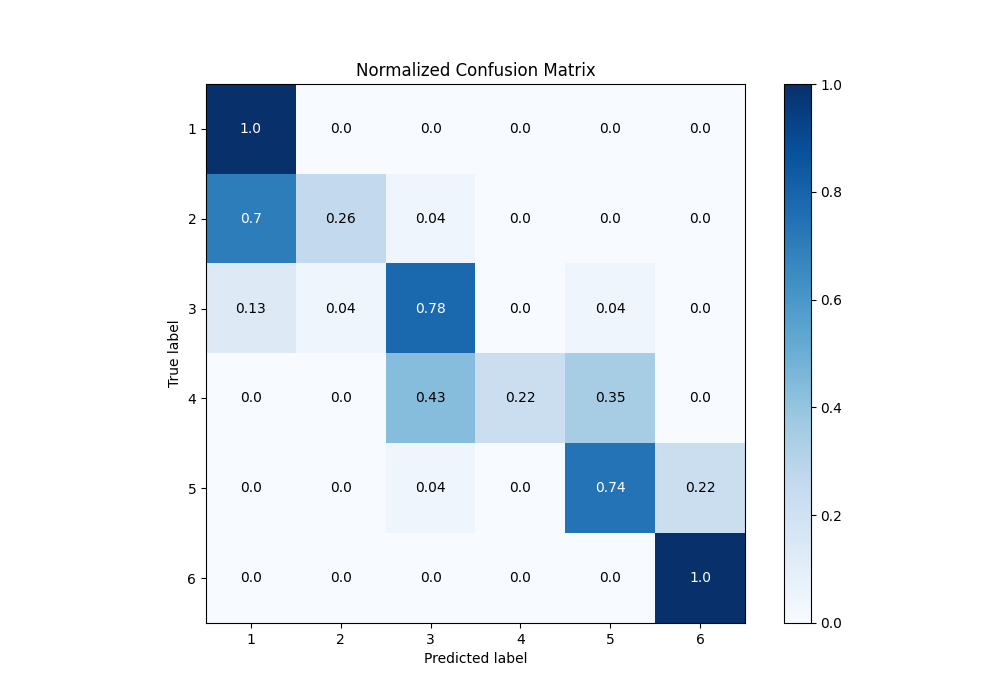 Normalized Confusion Matrix
1 1.0 0.0 0.0 0.0 0.0 0.0
2 0.7 0.26 0.04 0.0 0.0 0.0
3 0.13 0.04 0.78 0.0 0.04 0.0
4 0.0 0.0 0.43 0.22 0.35 0.0
5 0.0 0.0 0.04 0.0 0.74 0.22
6 0.0 0.0 0.0 0.0 0.0 1.0
1 2 3 4 5 6
Predicted label
True label
1.0
0.8
0.6
0.4
0.2
0.0